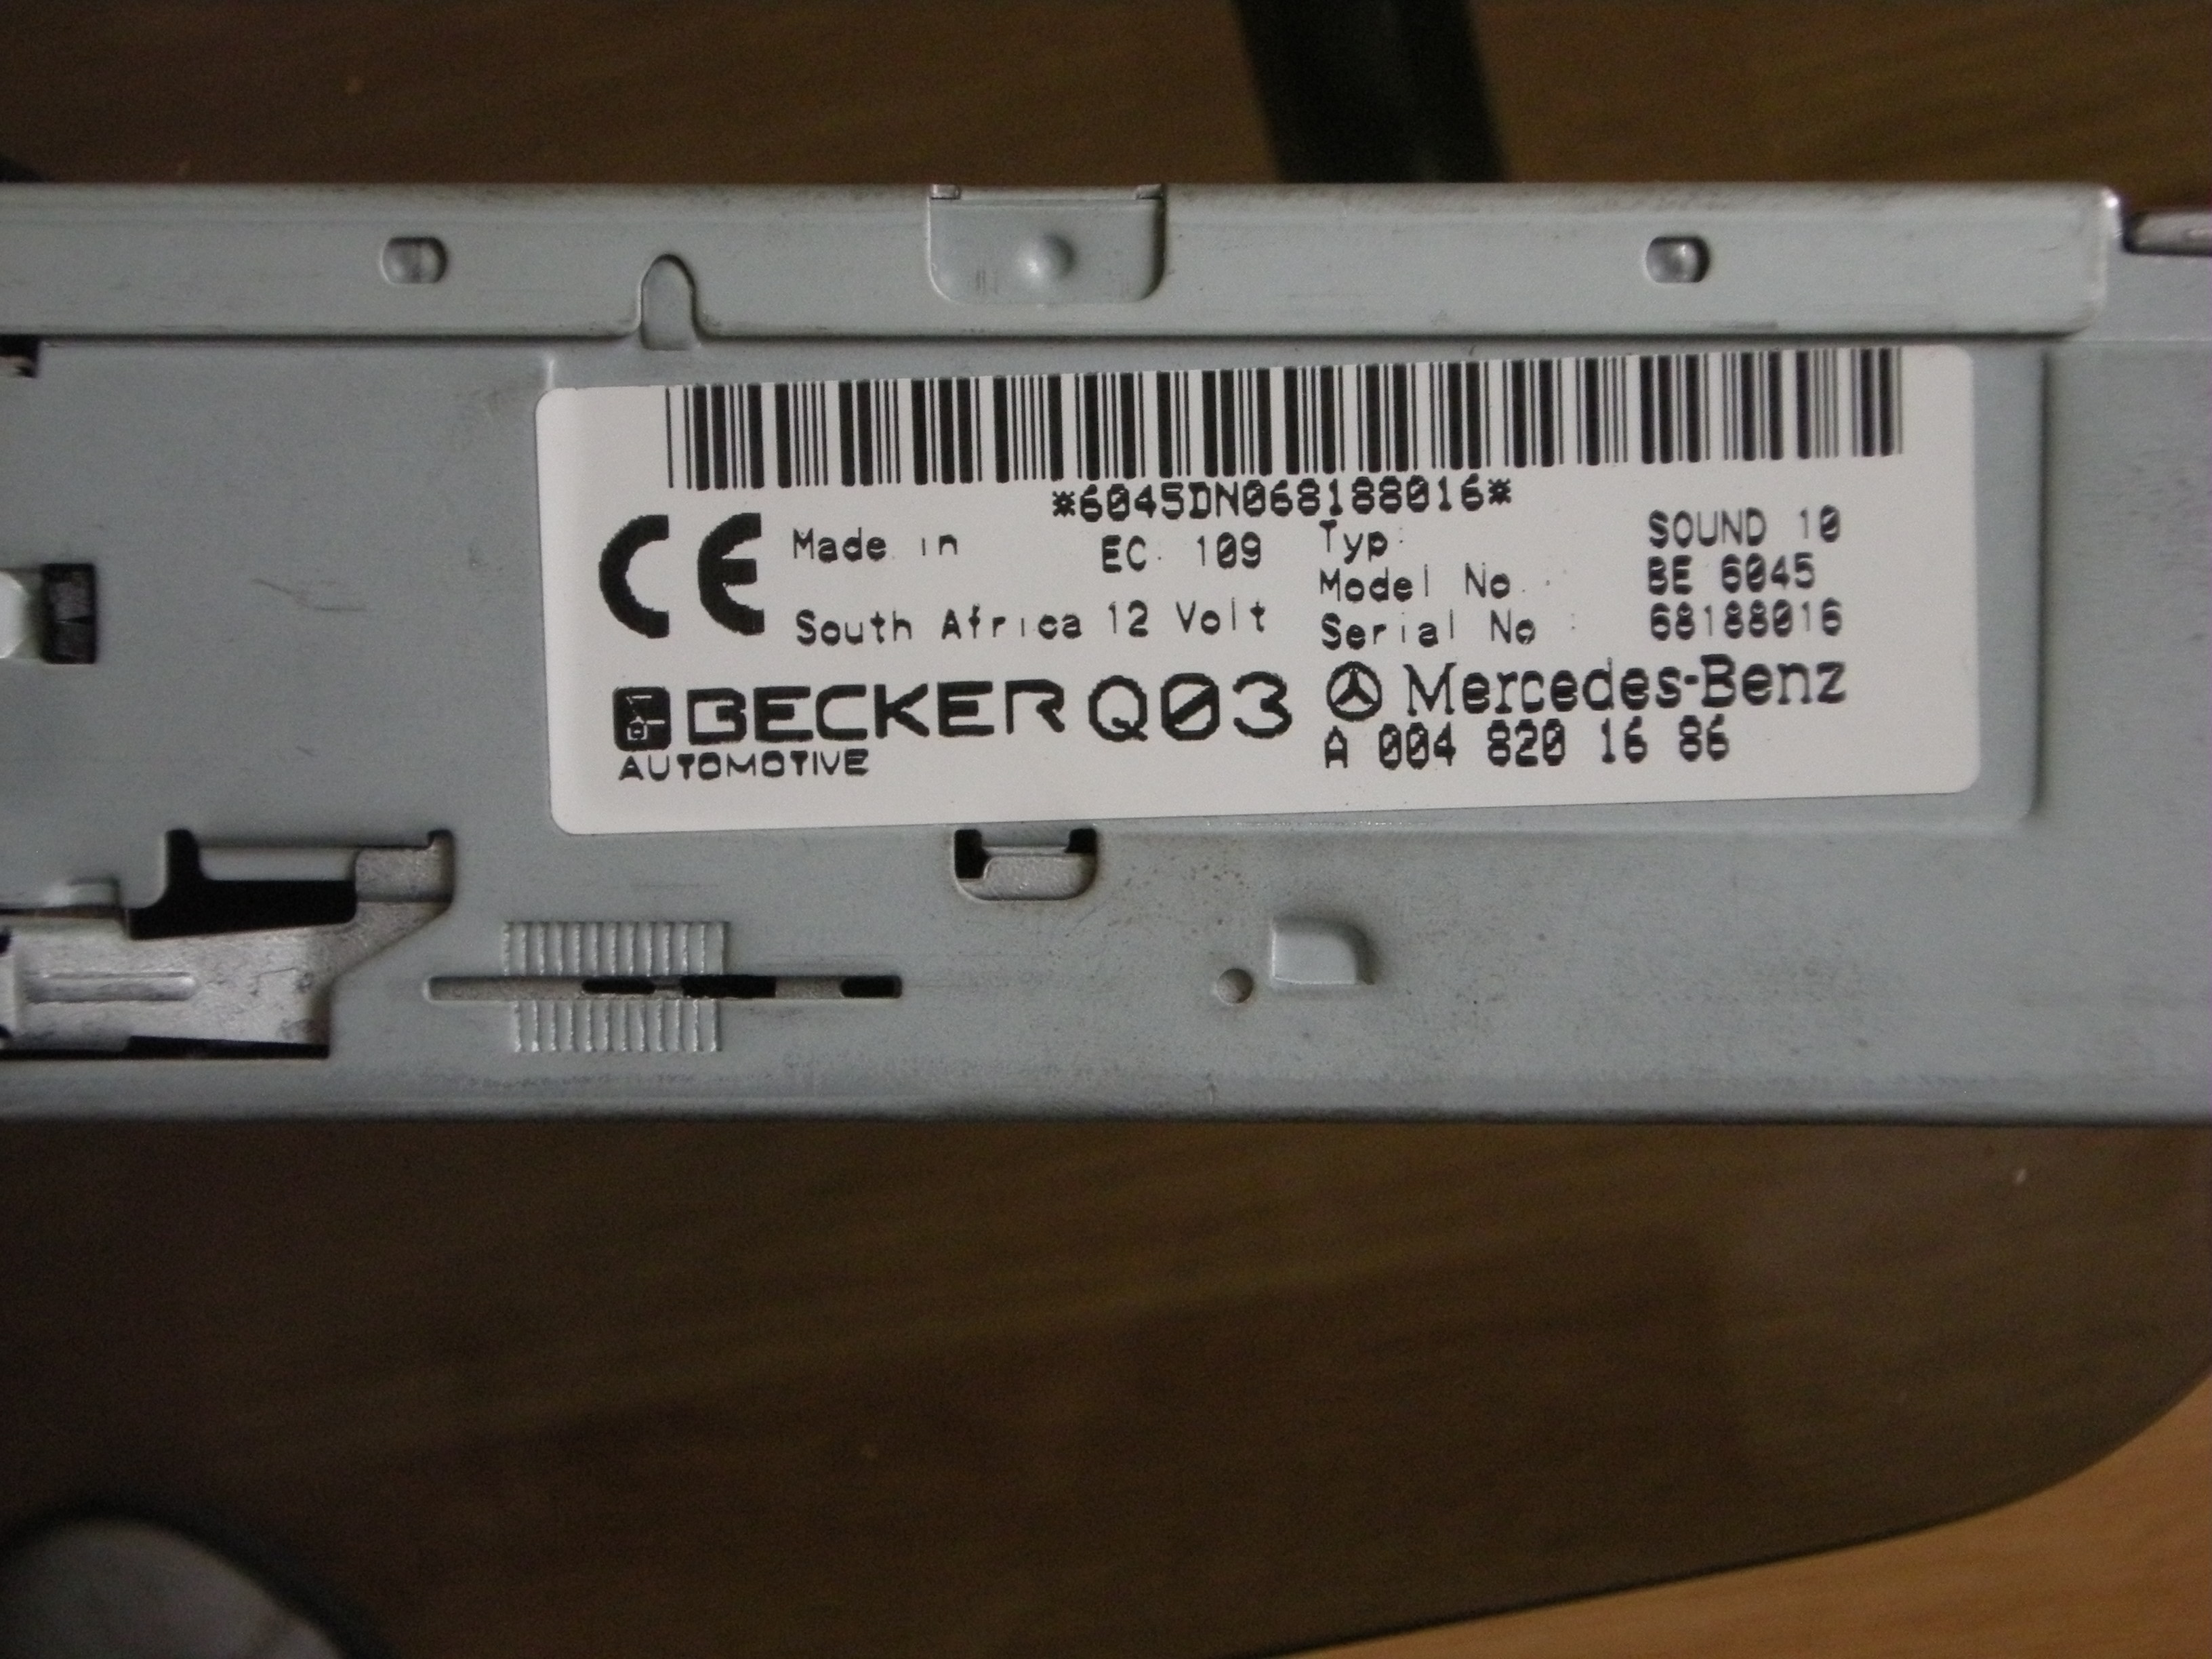 *6045DN068188016*
Made in EC 109 Typ: SOUND 10
Model No. : BE 6045
South Africa 12 Volt Serial No : 68188016
BECKER Q03 Mercedes-Benz
AUTOMOTIVE A 004 820 16 86